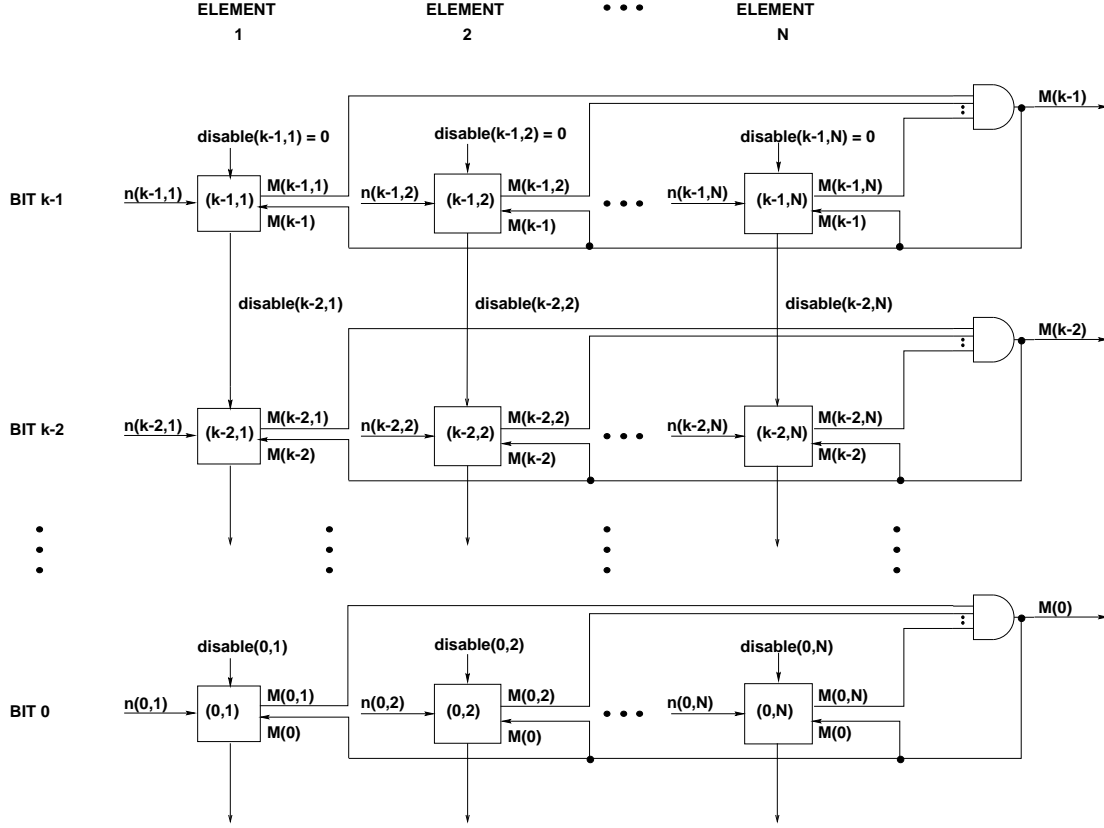 ELEMENT ELEMENT ELEMENT
1 2 N
M(k-1)
disable(k-1,1) = 0 disable(k-1,2) = 0 disable(k-1,N) = 0
BIT k-1 n(k-1,1) (k-1,1) M(k-1,1) n(k-1,2) (k-1,2) M(k-1,2) n(k-1,N) (k-1,N) M(k-1,N)
M(k-1) M(k-1) M(k-1)
disable(k-2,1) disable(k-2,2) disable(k-2,N)
M(k-2)
BIT k-2 n(k-2,1) (k-2,1) M(k-2,1) n(k-2,2) (k-2,2) M(k-2,2) n(k-2,N) (k-2,N) M(k-2,N)
M(k-2) M(k-2) M(k-2)
M(0)
disable(0,1) disable(0,2) disable(0,N)
BIT 0 n(0,1) (0,1) M(0,1) n(0,2) (0,2) M(0,2) n(0,N) (0,N) M(0,N)
M(0) M(0) M(0)